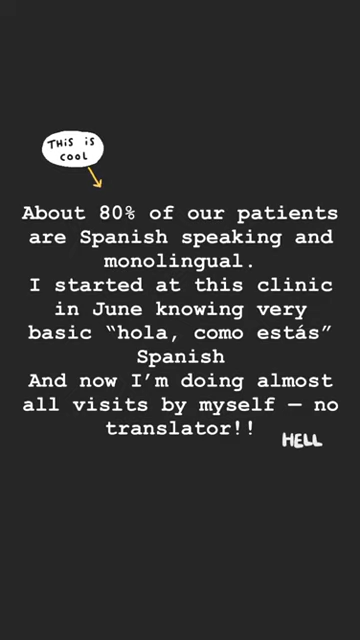 THIS IS
COOL
About 80% of our patients
are Spanish speaking and
monolingual.
I started at this clinic
in June knowing very
basic “hola, como estás”
Spanish
And now I’m doing almost
all visits by myself — no
translator!!
HELL